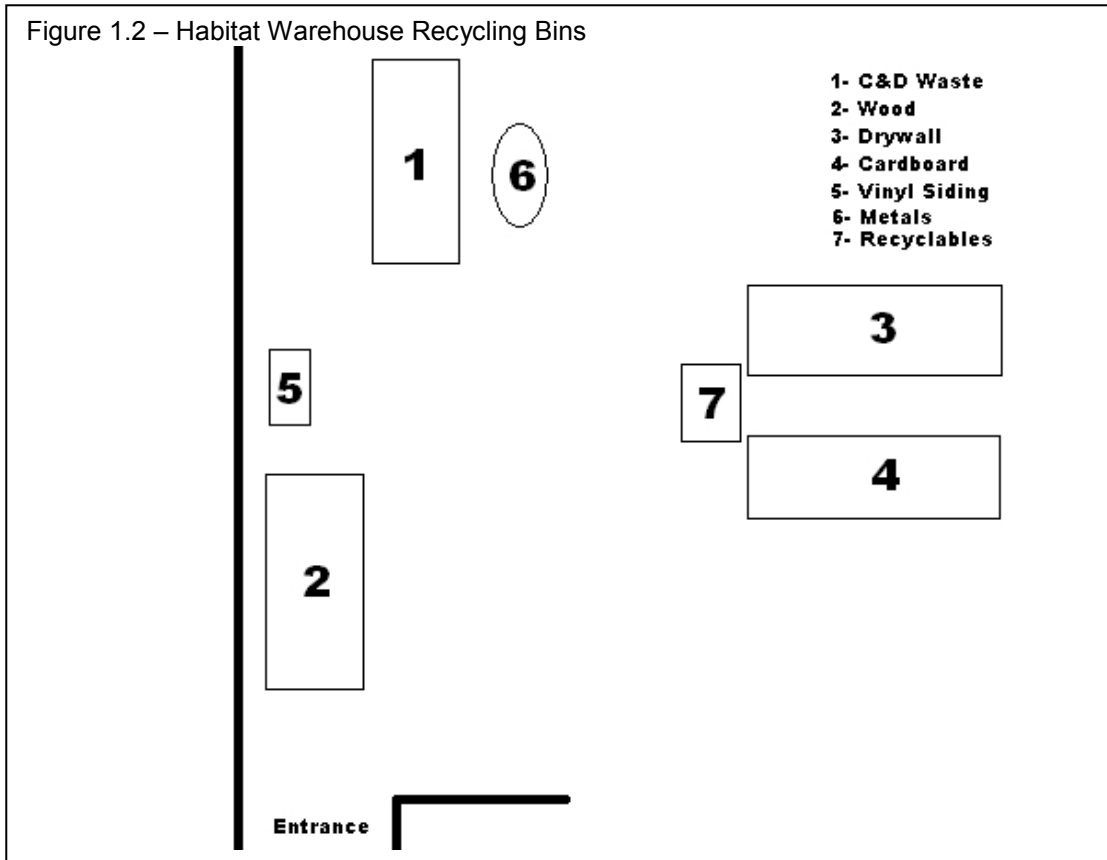 Figure 1.2 – Habitat Warehouse Recycling Bins
1- C&D Waste
2- Wood
3- Drywall
4- Cardboard
5- Vinyl Siding
6- Metals
7- Recyclables
1
6
3
5
7
4
2
Entrance